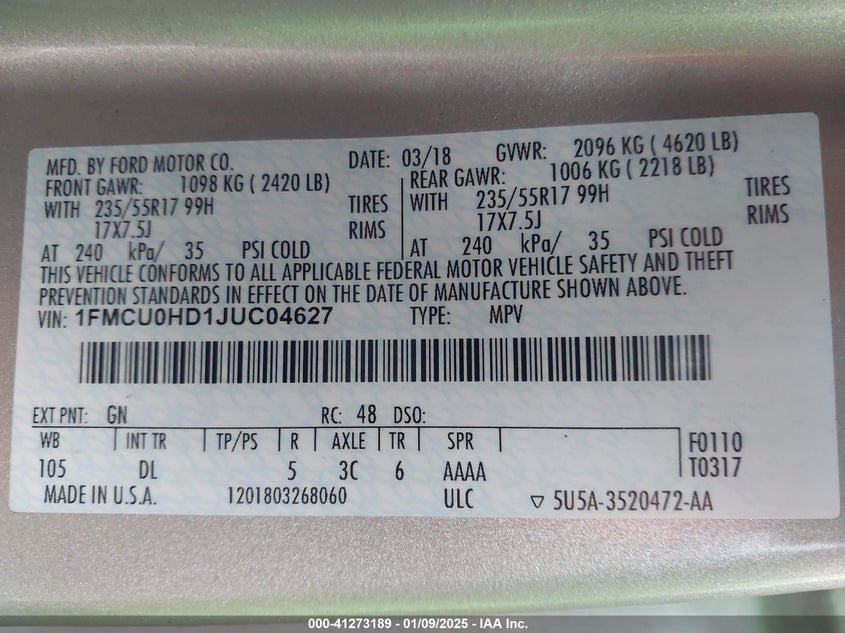 MFD. BY FORD MOTOR CO. DATE: 03/18 GVWR: 2096 KG ( 4620 LB)
FRONT GAWR: 1098 KG ( 2420 LB) REAR GAWR: 1006 KG ( 2218 LB)
WITH 235/55R17 99H TIRES WITH 235/55R17 99H TIRES
17X7.5J RIMS 17X7.5J RIMS
AT 240 kPa/ 35 PSI COLD AT 240 kPa/ 35 PSI COLD
THIS VEHICLE CONFORMS TO ALL APPLICABLE FEDERAL MOTOR VEHICLE SAFETY AND THEFT
PREVENTION STANDARDS IN EFFECT ON THE DATE OF MANUFACTURE SHOWN ABOVE.
VIN: 1FMCU0HD1JUC04627 TYPE: MPV
EXT PNT: GN RC: 48 DSO:
WB INT TR TP/PS R AXLE TR SPR F0110
105 DL 5 3C 6 AAAA T0317
MADE IN U.S.A. 1201803268060 ULC ▽ 5U5A-3520472-AA
000-41273189 - 01/09/2025 - IAA Inc.